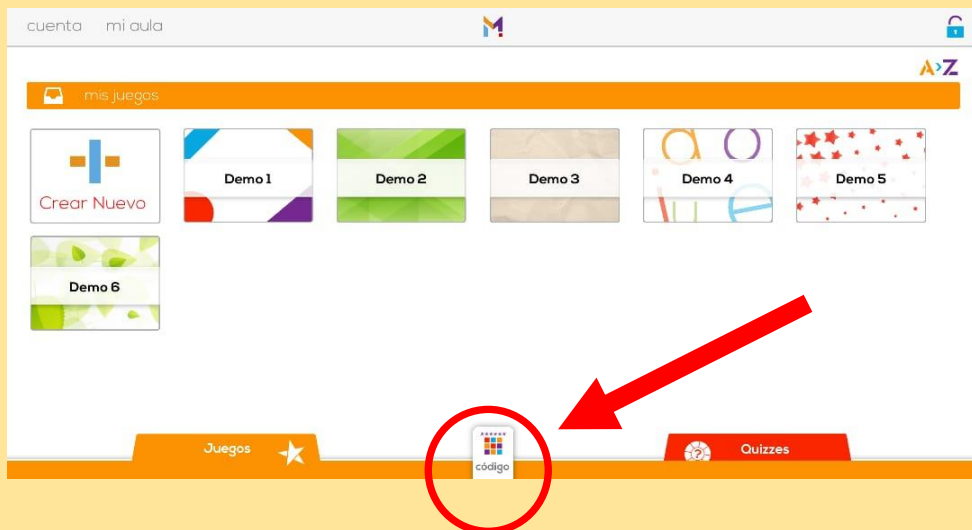 cuenta mi aula
M
A>Z
mis juegos
Crear Nuevo
Demo 1
Demo 2
Demo 3
Demo 4
Demo 5
Demo 6
Juegos
código
?
Quizzes